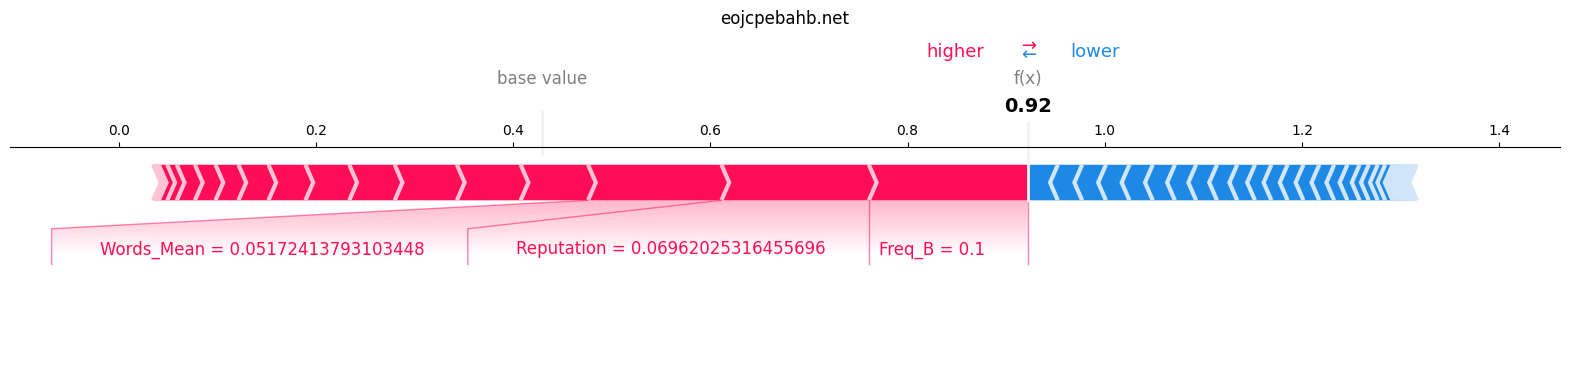 eojcpebahb.net
higher → ← lower
base value f(x)
0.92
0.0 0.2 0.4 0.6 0.8 1.0 1.2 1.4
Words_Mean = 0.05172413793103448 Reputation = 0.06962025316455696 Freq_B = 0.1